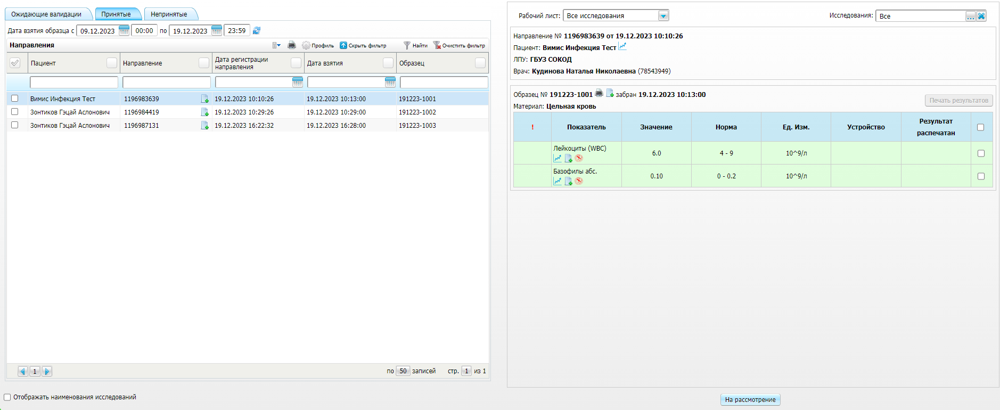 Ожидающие валидации Принятые Непринятые
Дата взятия образца с 09.12.2023 00:00 по 19.12.2023 23:59
Направления Профиль Скрыть фильтр Найти Очистить фильтр
Пациент Направление Дата регистрации направления Дата взятия Образец
Вимис Инфекция Тест 1196983639 19.12.2023 10:10:26 19.12.2023 10:13:00 191223-1001
Зонтиков Гэцай Аслонович 1196984419 19.12.2023 10:29:26 19.12.2023 10:29:00 191223-1002
Зонтиков Гэцай Аслонович 1196987131 19.12.2023 16:22:32 19.12.2023 16:28:00 191223-1003
1 по 50 записей стр. 1 из 1
Отображать наименования исследований
Рабочий лист: Все исследования Исследования: Все ...
Направление № 1196983639 от 19.12.2023 10:10:26
Пациент: Вимис Инфекция Тест
ЛПУ: ГБУЗ СОКОД
Врач: Кудинова Наталья Николаевна (78543949)
Образец № 191223-1001 забран 19.12.2023 10:13:00
Печать результатов
Материал: Цельная кровь
! Показатель Значение Норма Ед. Изм. Устройство Результат распечатан
Лейкоциты (WBC) 6.0 4 - 9 10^9/л
Базофилы абс. 0.10 0 - 0.2 10^9/л
На рассмотрение